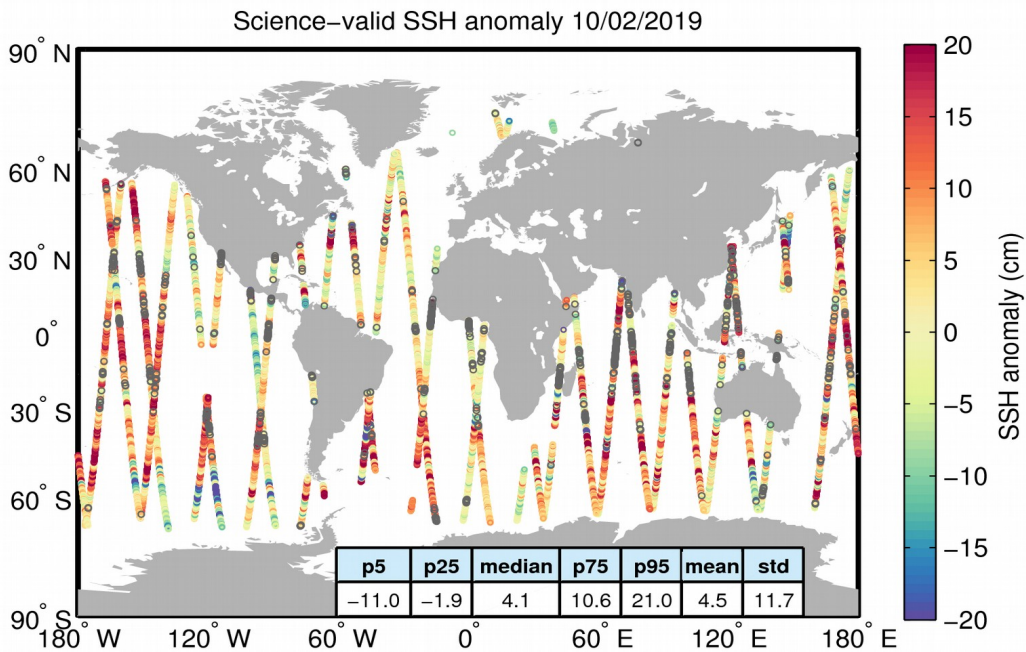 Science−valid SSH anomaly 10/02/2019
90° N
60° N
30° N
0°
30° S
60° S
90° S
180° W
120° W
60° W
0°
60° E
120° E
180° E
p5 p25 median p75 p95 mean std
−11.0 −1.9 4.1 10.6 21.0 4.5 11.7
20
15
10
5
0
−5
−10
−15
−20
SSH anomaly (cm)